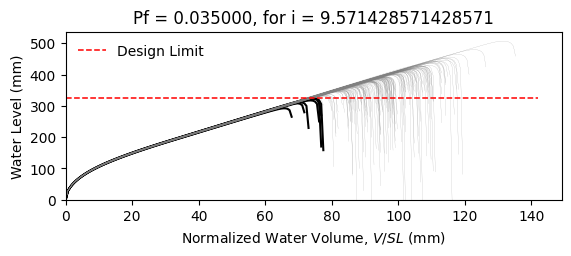 Pf = 0.035000, for i = 9.571428571428571
Design Limit
Water Level (mm)
500
400
300
200
100
0
0 20 40 60 80 100 120 140
Normalized Water Volume, V/SL (mm)